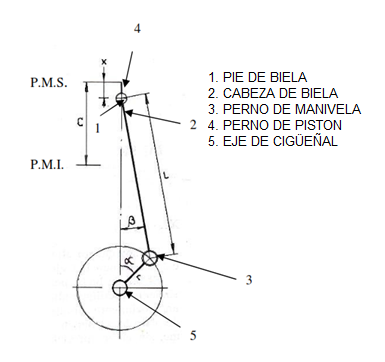 4
X
P.M.S.
1. PIE DE BIELA
2. CABEZA DE BIELA
3. PERNO DE MANIVELA
4. PERNO DE PISTON
5. EJE DE CIGÜEÑAL
C
1
2
P.M.I.
L
β
α
r
3
5